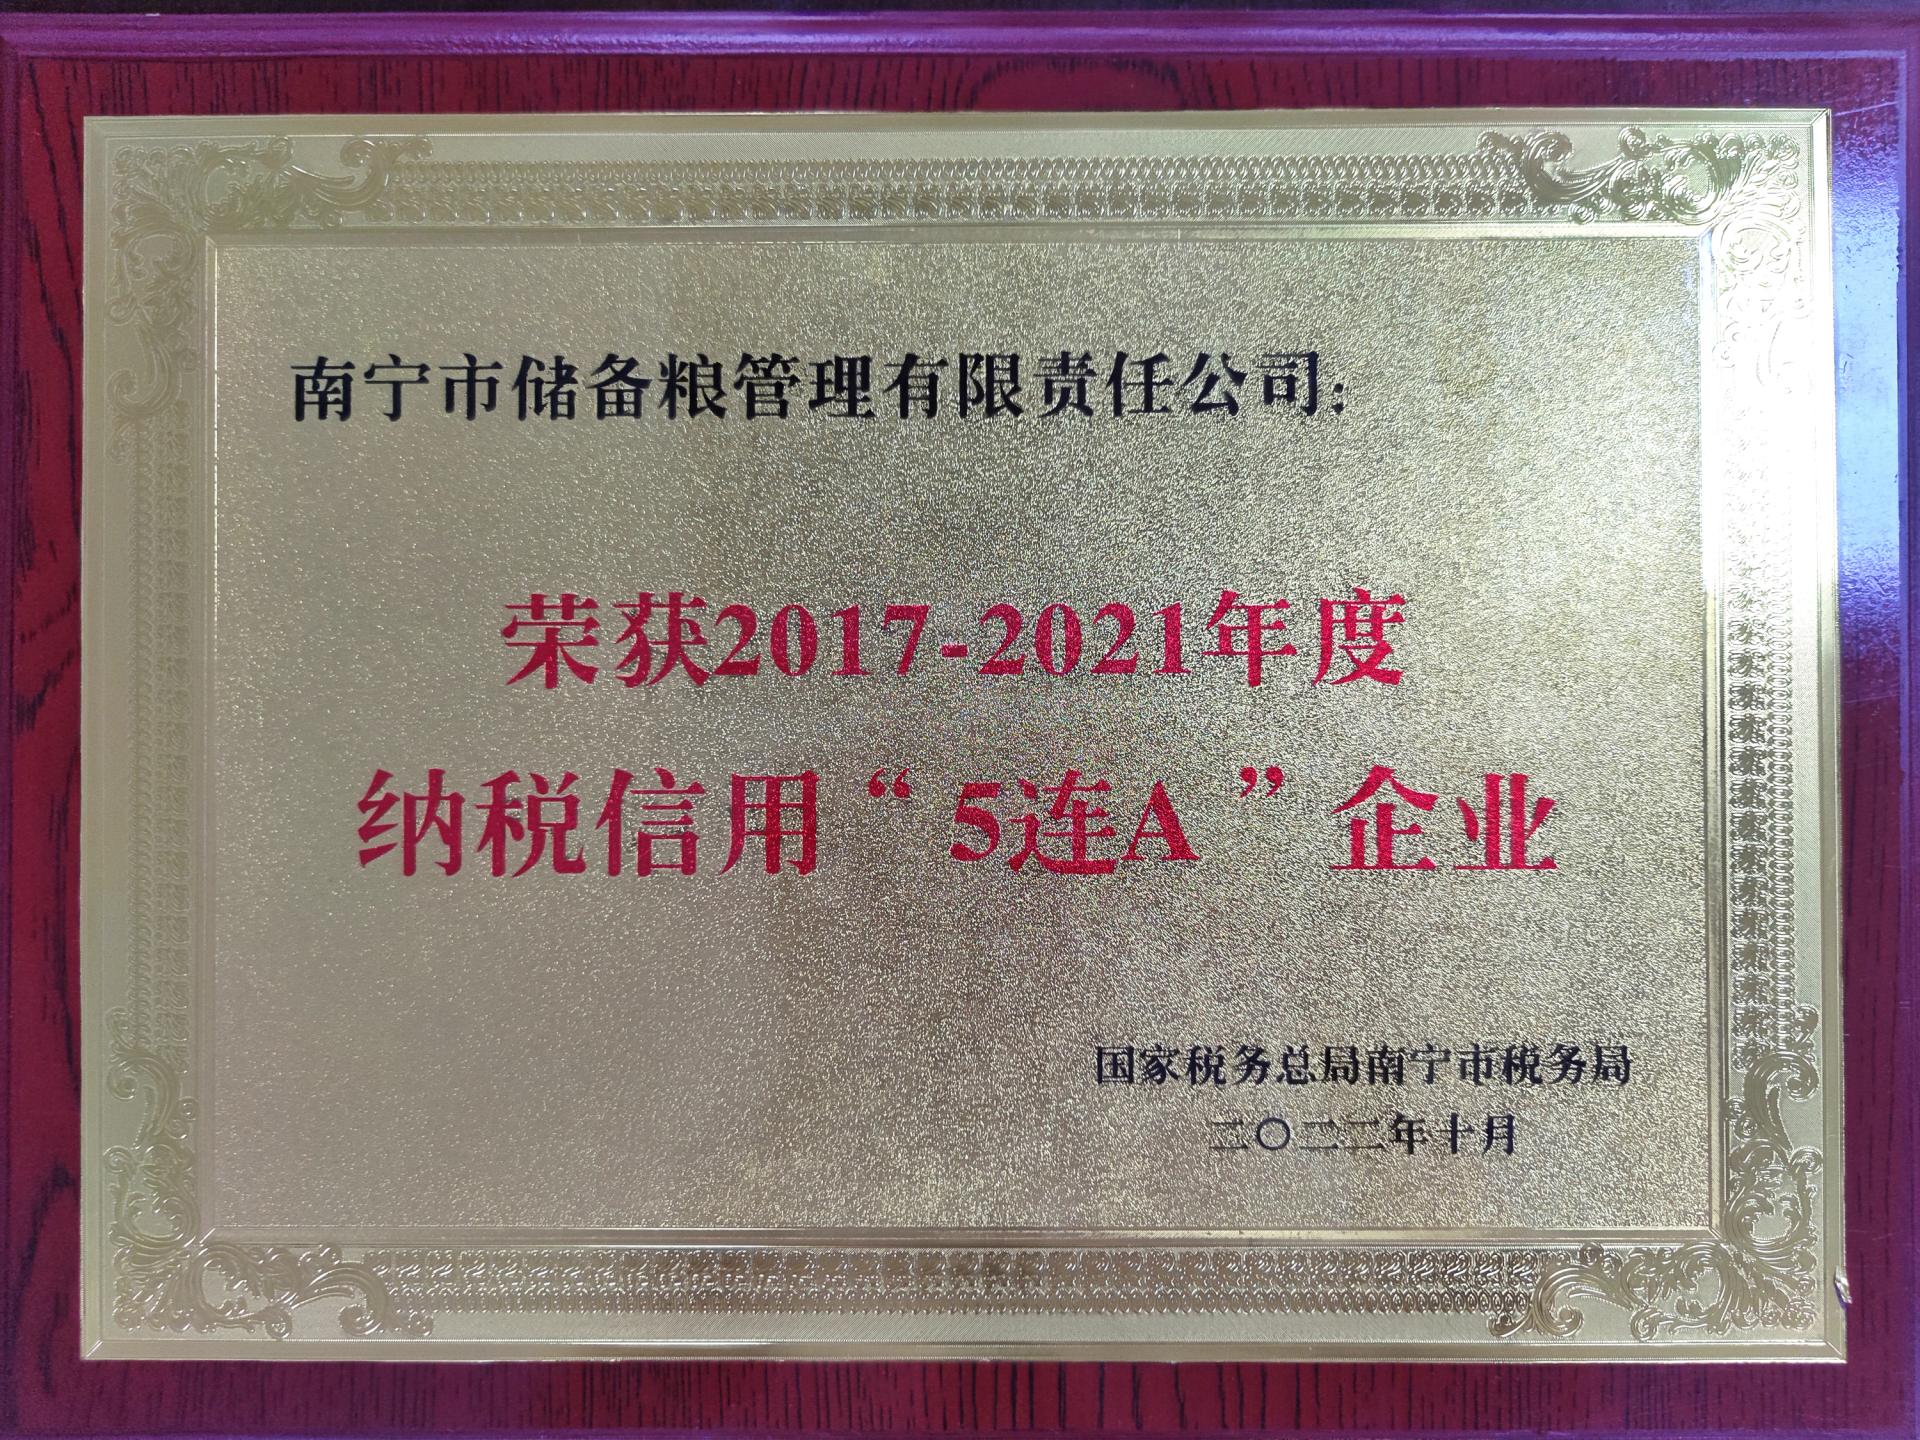 南宁市储备粮管理有限责任公司：
荣获2017-2021年度
纳税信用“5连A”企业
国家税务总局南宁市税务局
二〇二二年十月